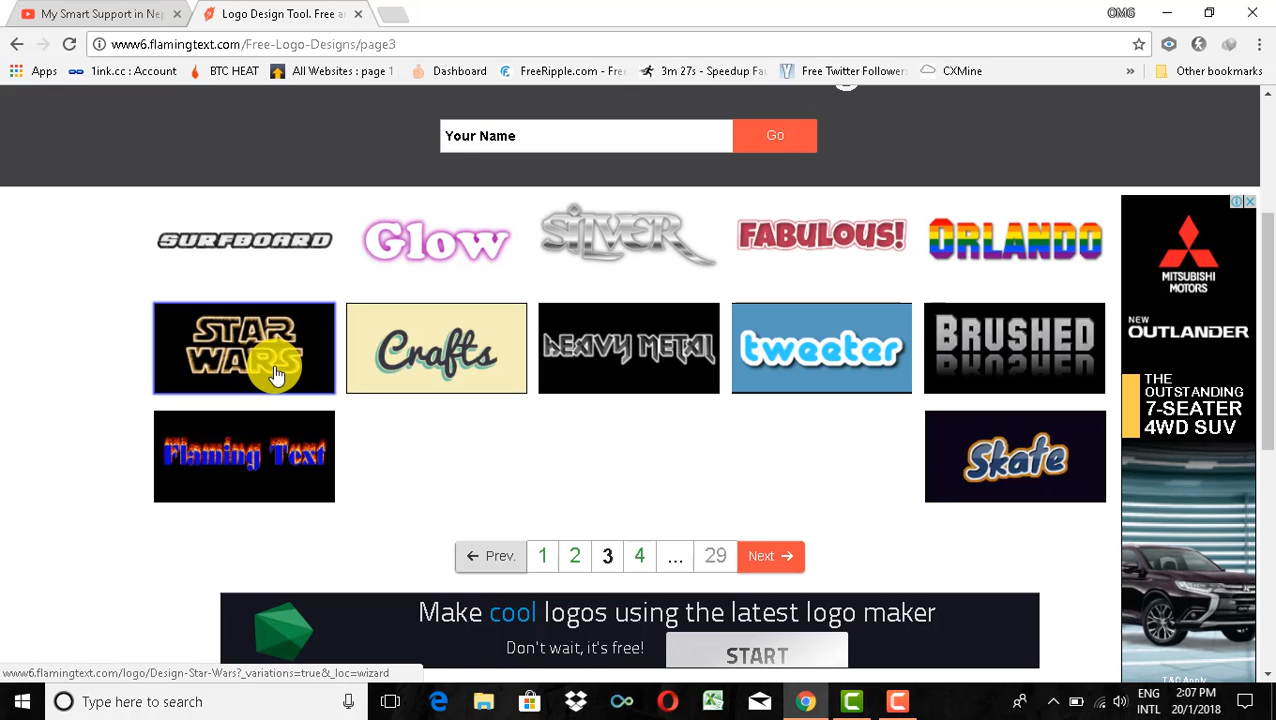 My Smart Support in Nep
Logo Design Tool. Free a
OMG
www6.flamingtext.com/Free-Logo-Designs/page3
Apps
1ink.cc : Account
BTC HEAT
All Websites : page 1
Dashboard
FreeRipple.com - Fre
3m 27s - Speedup Fau
Free Twitter Followers
CXMine
»
Other bookmarks
Your Name
Go
SURFBOARD
Glow
SILVER
FABULOUS!
ORLANDO
STAR
WARS
Crafts
HEAVY METAL
tweeter
BRUSHED
Flaming Text
Skate
← Prev.
1
2
3
4
...
29
Next →
Make cool logos using the latest logo maker
Don't wait, it's free!
START
MITSUBISHI
MOTORS
NEW
OUTLANDER
THE
OUTSTANDING
7-SEATER
4WD SUV
T&C Apply
www6.flamingtext.com/logo/Design-Star-Wars?_variations=true&_loc=wizard
Type here to search
ENG
INTL
2:07 PM
20/1/2018